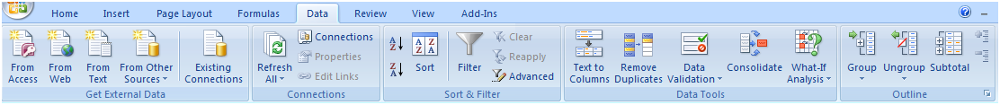 Home Insert Page Layout Formulas Data Review View Add-Ins
From Access
From Web
From Text
From Other Sources
Existing Connections
Get External Data
Refresh All
Connections
Properties
Edit Links
Connections
A Z
Z A
Sort
Filter
Clear
Reapply
Advanced
Sort & Filter
Text to Columns
Remove Duplicates
Data Validation
Consolidate
What-If Analysis
Data Tools
Group
Ungroup
Subtotal
Outline